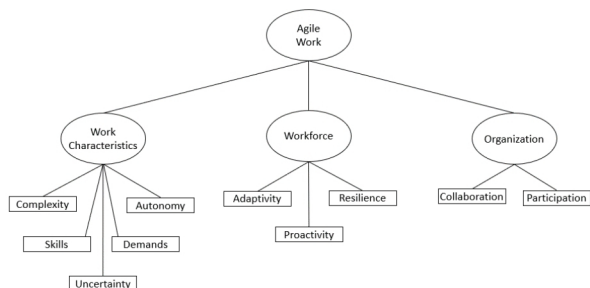 Agile
Work
Work
Characteristics
Workforce
Organization
Complexity
Autonomy
Adaptivity
Resilience
Collaboration
Participation
Skills
Demands
Proactivity
Uncertainty